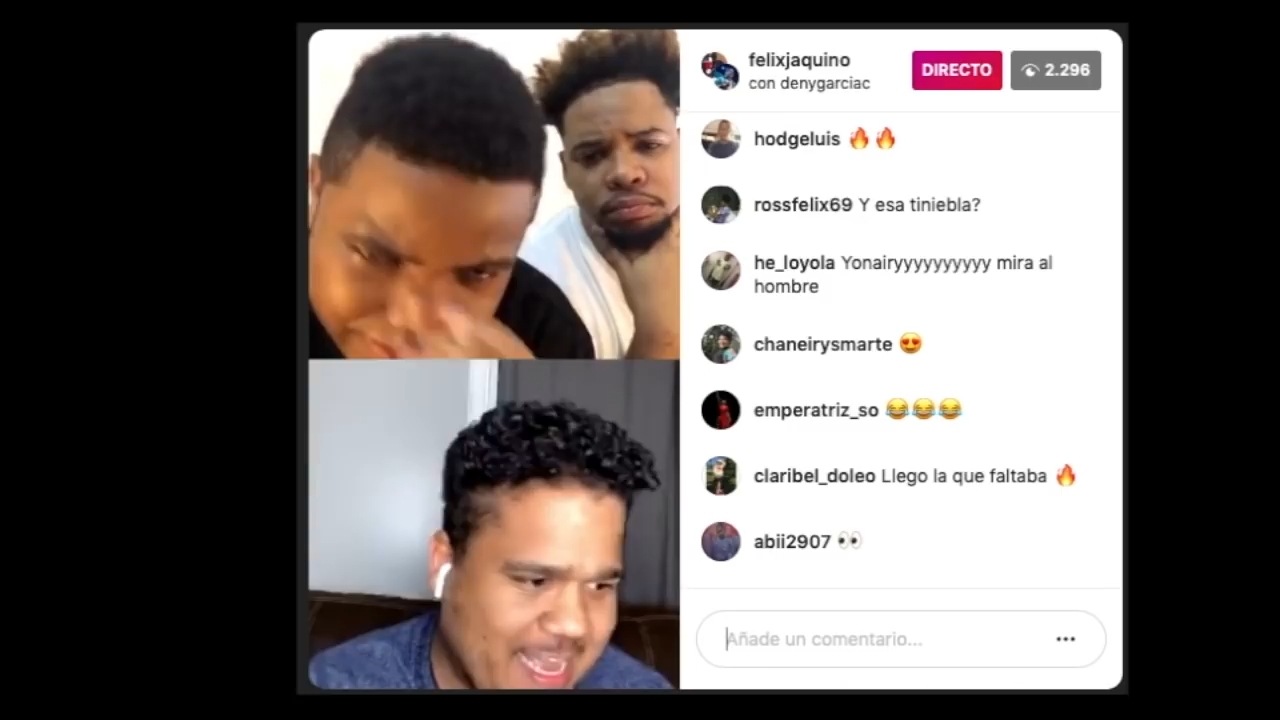 felixjaquino
con denygarciac
DIRECTO
2.296
hodgeluis 🔥🔥
rossfelix69 Y esa tiniebla?
he_loyola Yonairyyyyyyyyyy mira al
hombre
chaneirysmarte 😍
emperatriz_so 😂😂😂
claribel_doleo Llego la que faltaba 🔥
abii2907 👀
Añade un comentario...